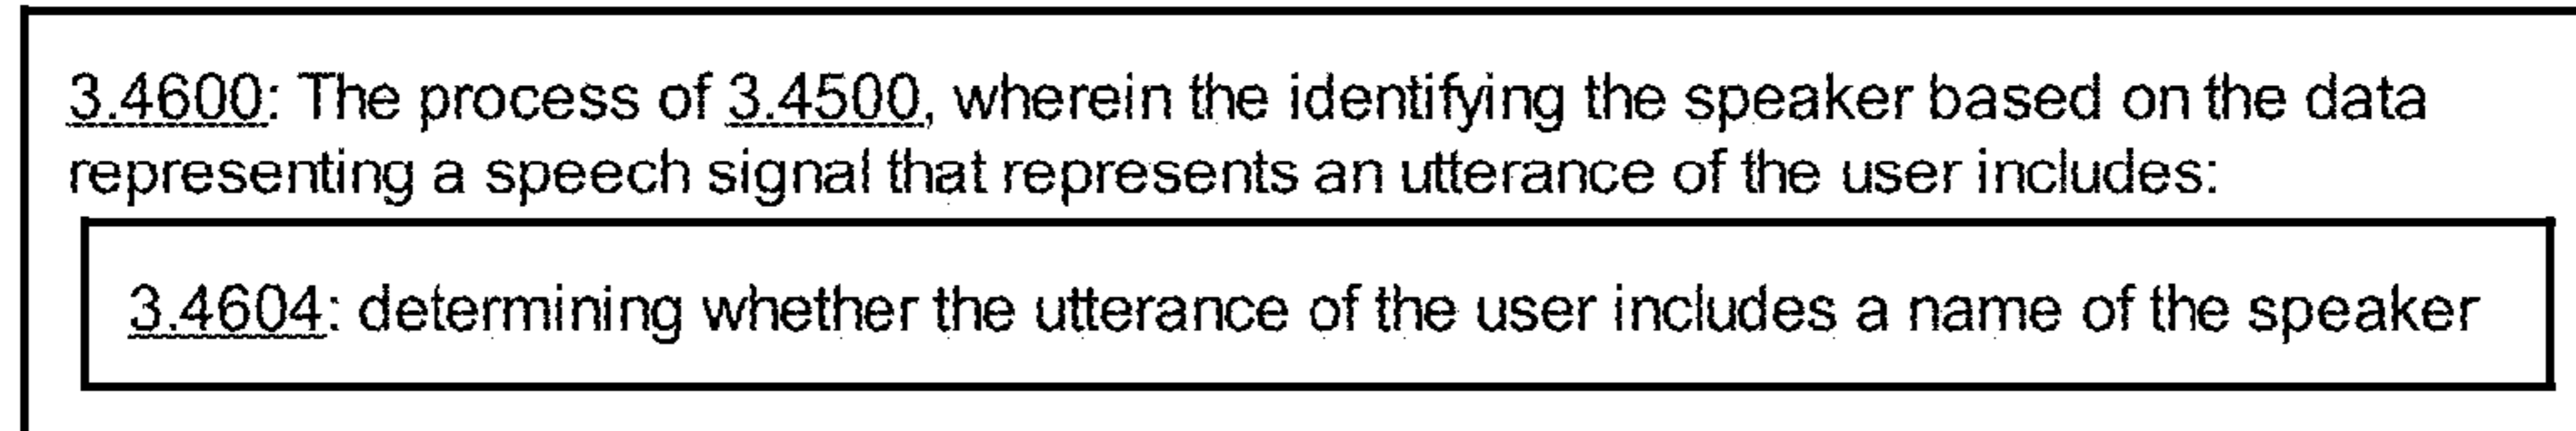 3.4600: The process of 3.4500, wherein the identifying the speaker based on the data
representing a speech signal that represents an utterance of the user includes:
3.4604: determining whether the utterance of the user includes a name of the speaker